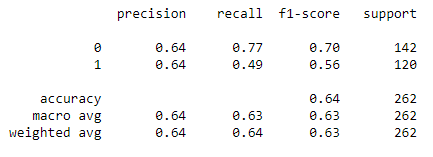 precision recall f1-score support
0 0.64 0.77 0.70 142
1 0.64 0.49 0.56 120
accuracy 0.64 262
macro avg 0.64 0.63 0.63 262
weighted avg 0.64 0.64 0.63 262